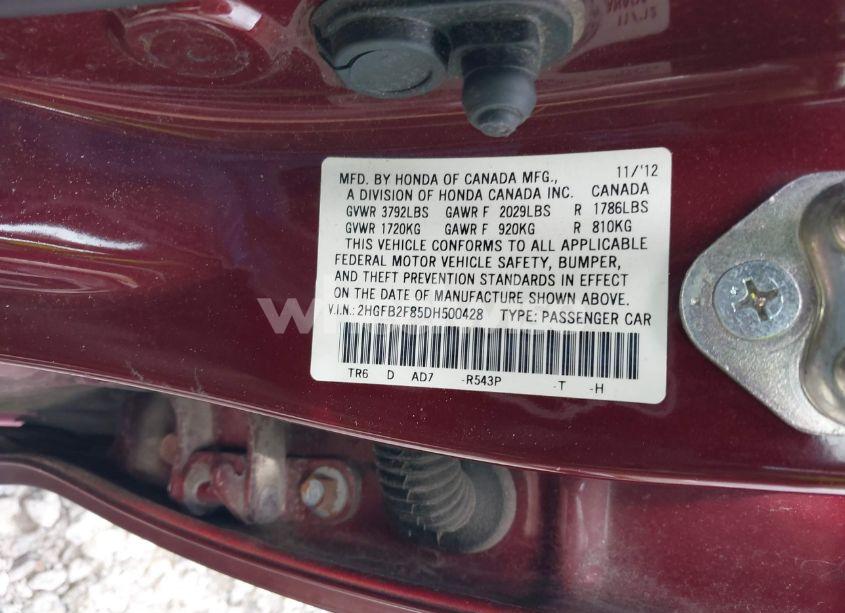 11/'12
MFD. BY HONDA OF CANADA MFG., 11/'12
A DIVISION OF HONDA CANADA INC. CANADA
GVWR 3792LBS GAWR F 2029LBS R 1786LBS
GVWR 1720KG GAWR F 920KG R 810KG
THIS VEHICLE CONFORMS TO ALL APPLICABLE
FEDERAL MOTOR VEHICLE SAFETY, BUMPER,
AND THEFT PREVENTION STANDARDS IN EFFECT
ON THE DATE OF MANUFACTURE SHOWN ABOVE.
V.I.N.: 2HGFB2F85DH500428 TYPE: PASSENGER CAR
TR6 D AD7 -R543P -T -H